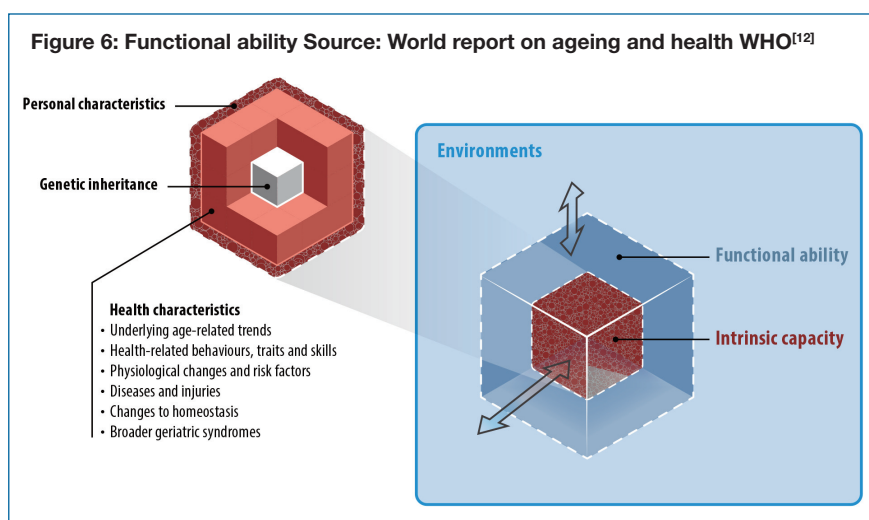 Figure 6: Functional ability Source: World report on ageing and health WHO[12]
Personal characteristics
Genetic inheritance
Health characteristics
• Underlying age-related trends
• Health-related behaviours, traits and skills
• Physiological changes and risk factors
• Diseases and injuries
• Changes to homeostasis
• Broader geriatric syndromes
Environments
Functional ability
Intrinsic capacity